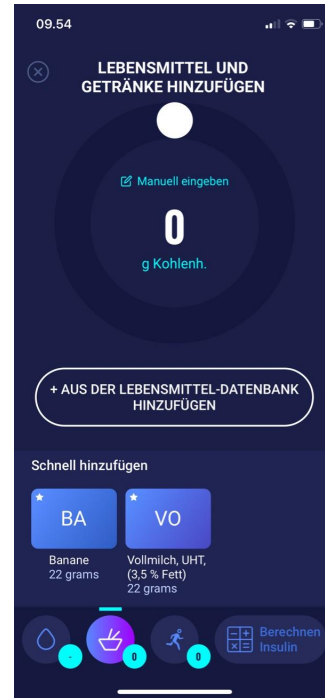 09.54
LEBENSMITTEL UND
GETRÄNKE HINZUFÜGEN
Manuell eingeben
0
g Kohlenh.
+ AUS DER LEBENSMITTEL-DATENBANK
HINZUFÜGEN
Schnell hinzufügen
BA
VO
Banane
22 grams
Vollmilch, UHT,
(3,5 % Fett)
22 grams
-
0
0
Berechnen
Insulin